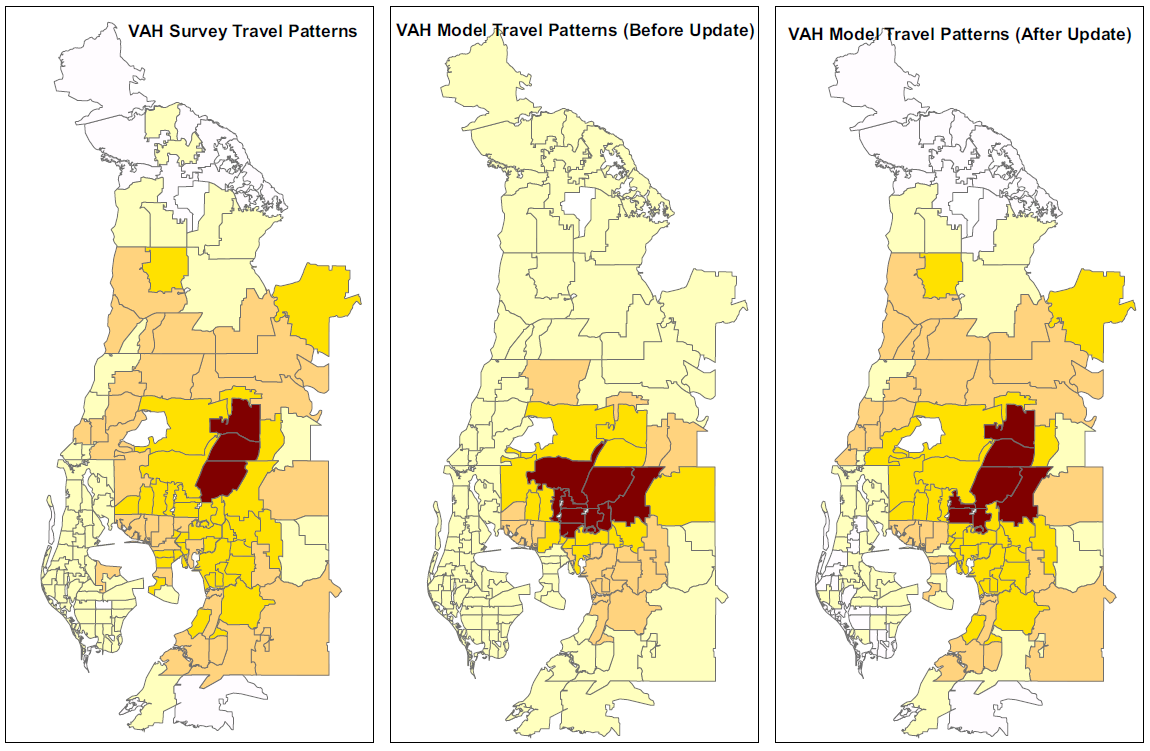 VAH Survey Travel Patterns
VAH Model Travel Patterns (Before Update)
VAH Model Travel Patterns (After Update)